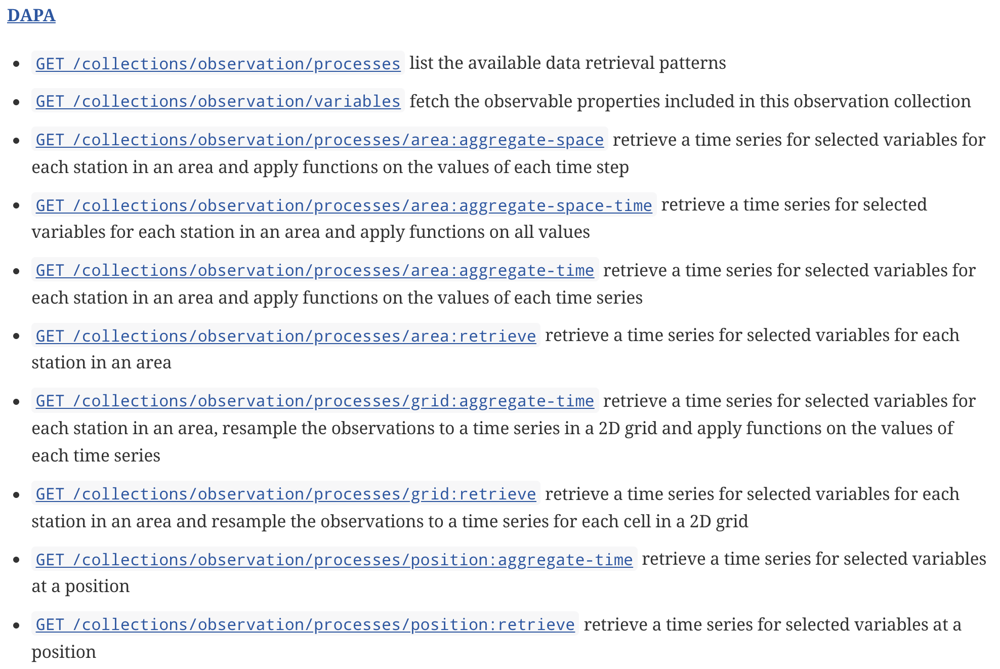 DAPA
GET /collections/observation/processes list the available data retrieval patterns
GET /collections/observation/variables fetch the observable properties included in this observation collection
GET /collections/observation/processes/area:aggregate-space retrieve a time series for selected variables for
each station in an area and apply functions on the values of each time step
GET /collections/observation/processes/area:aggregate-space-time retrieve a time series for selected
variables for each station in an area and apply functions on all values
GET /collections/observation/processes/area:aggregate-time retrieve a time series for selected variables for
each station in an area and apply functions on the values of each time series
GET /collections/observation/processes/area:retrieve retrieve a time series for selected variables for each
station in an area
GET /collections/observation/processes/grid:aggregate-time retrieve a time series for selected variables for
each station in an area, resample the observations to a time series in a 2D grid and apply functions on the values of
each time series
GET /collections/observation/processes/grid:retrieve retrieve a time series for selected variables for each
station in an area and resample the observations to a time series for each cell in a 2D grid
GET /collections/observation/processes/position:aggregate-time retrieve a time series for selected variables
at a position
GET /collections/observation/processes/position:retrieve retrieve a time series for selected variables at a
position